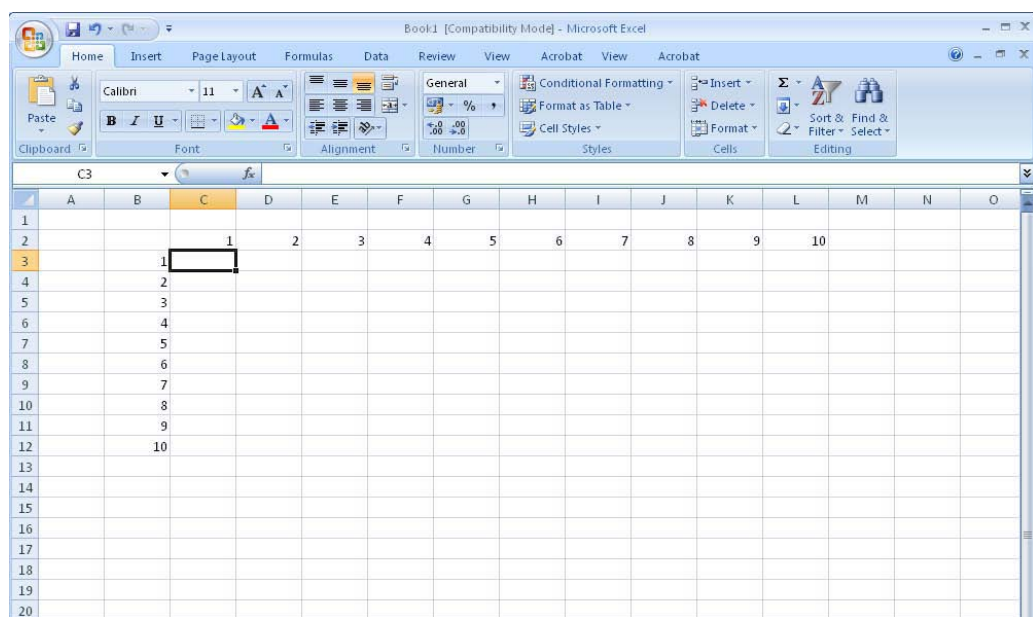 Book1 [Compatibility Mode] - Microsoft Excel
Home Insert Page Layout Formulas Data Review View Acrobat View Acrobat
Paste
Calibri 11 A A
B I U A
General
% ,
.0 .00
.00 .0
Conditional Formatting
Format as Table
Cell Styles
Insert
Delete
Format
Σ
Sort & Filter
Find & Select
Clipboard Font Alignment Number Styles Cells Editing
C3 fx
A B C D E F G H I J K L M N O
1
2 1 2 3 4 5 6 7 8 9 10
3 1
4 2
5 3
6 4
7 5
8 6
9 7
10 8
11 9
12 10
13
14
15
16
17
18
19
20